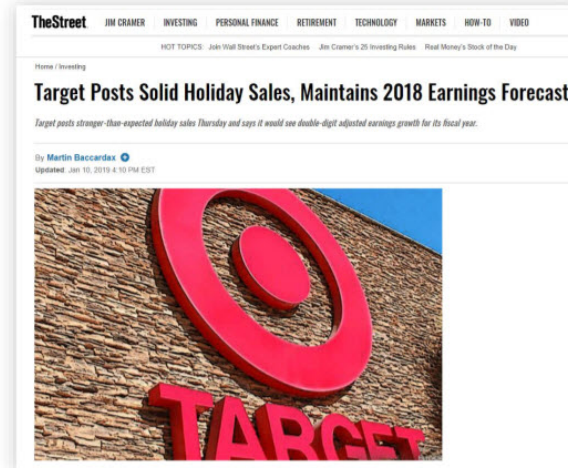 TheStreet JIM CRAMER INVESTING PERSONAL FINANCE RETIREMENT TECHNOLOGY MARKETS HOW-TO VIDEO
HOT TOPICS: Join Wall Street's Expert Coaches Jim Cramer's 25 Investing Rules Real Money's Stock of the Day
Home / Investing
Target Posts Solid Holiday Sales, Maintains 2018 Earnings Forecast
Target posts stronger-than-expected holiday sales Thursday and says it would see double-digit adjusted earnings growth for its fiscal year.
By Martin Baccardax
Updated Jan 10, 2019 4:10 PM EST
TARGET